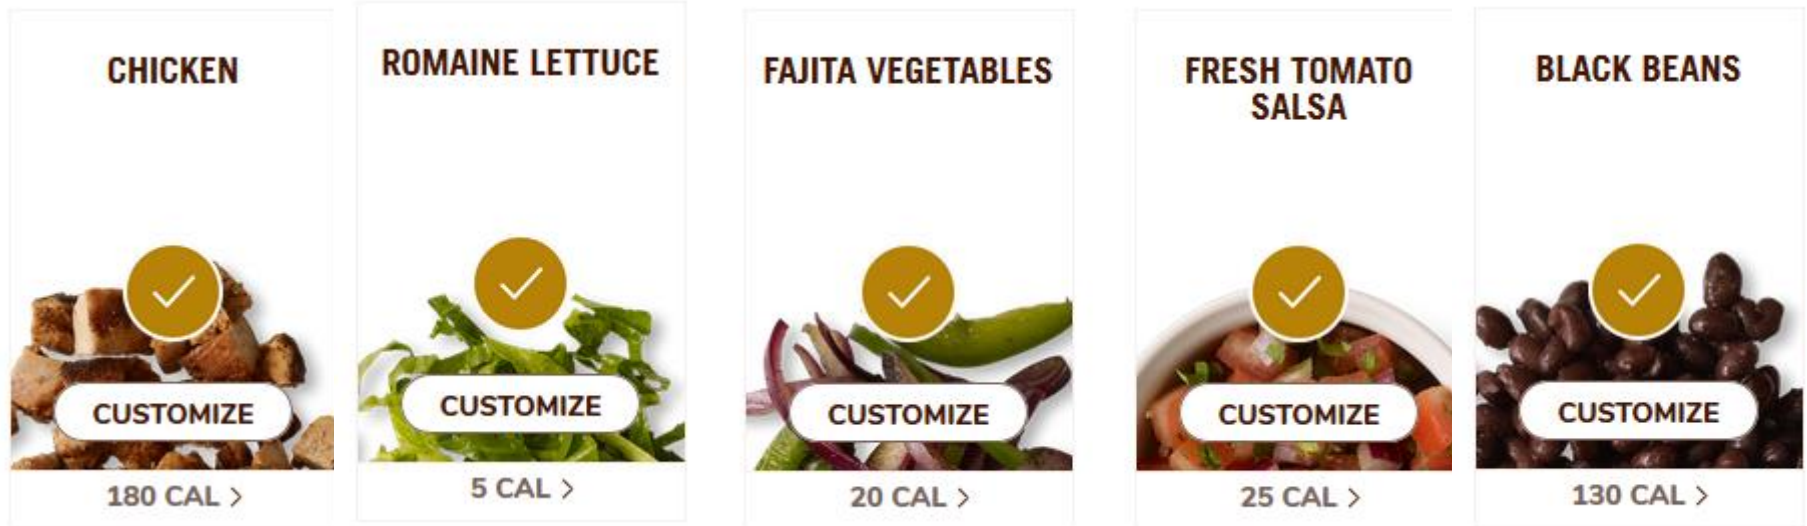 CHICKEN
CUSTOMIZE
180 CAL >
ROMAINE LETTUCE
CUSTOMIZE
5 CAL >
FAJITA VEGETABLES
CUSTOMIZE
20 CAL >
FRESH TOMATO
SALSA
CUSTOMIZE
25 CAL >
BLACK BEANS
CUSTOMIZE
130 CAL >